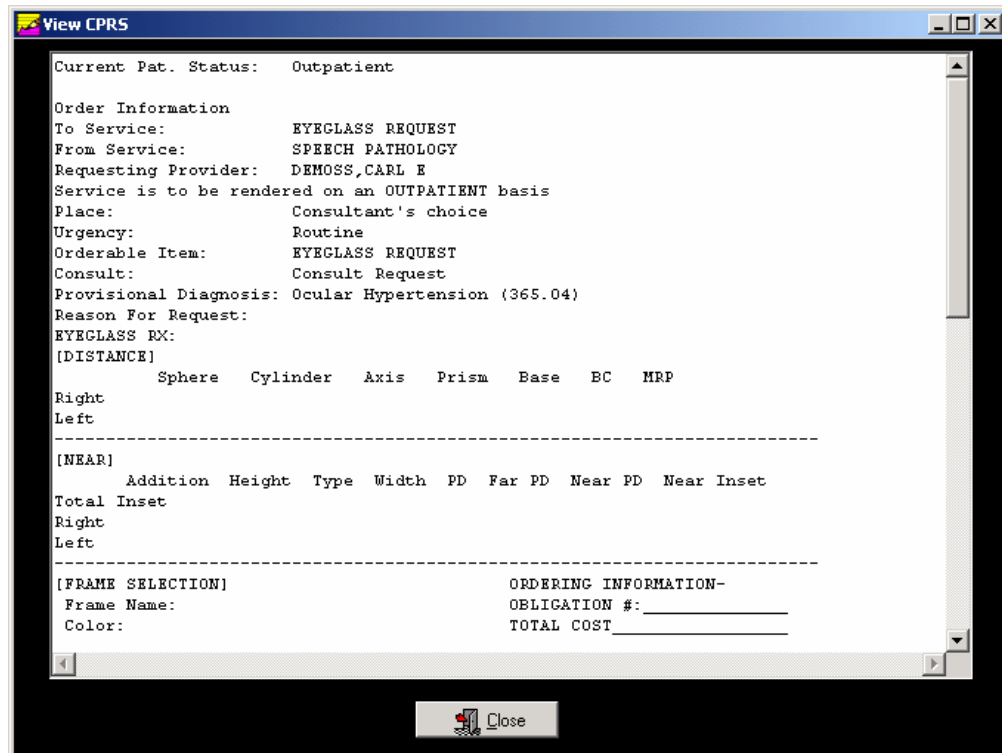 View CPRS
Current Pat. Status: Outpatient
Order Information
To Service: EYEGLASS REQUEST
From Service: SPEECH PATHOLOGY
Requesting Provider: DEMOSS,CARL E
Service is to be rendered on an OUTPATIENT basis
Place: Consultant's choice
Urgency: Routine
Orderable Item: EYEGLASS REQUEST
Consult: Consult Request
Provisional Diagnosis: Ocular Hypertension (365.04)
Reason For Request:
EYEGLASS RX:
[DISTANCE]
Sphere Cylinder Axis Prism Base BC MRP
Right
Left
--------------------------------------------------------------------------------
[NEAR]
Addition Height Type Width PD Far PD Near PD Near Inset
Total Inset
Right
Left
--------------------------------------------------------------------------------
[FRAME SELECTION] ORDERING INFORMATION-
Frame Name: OBLIGATION #:_______________
Color: TOTAL COST__________________
Close